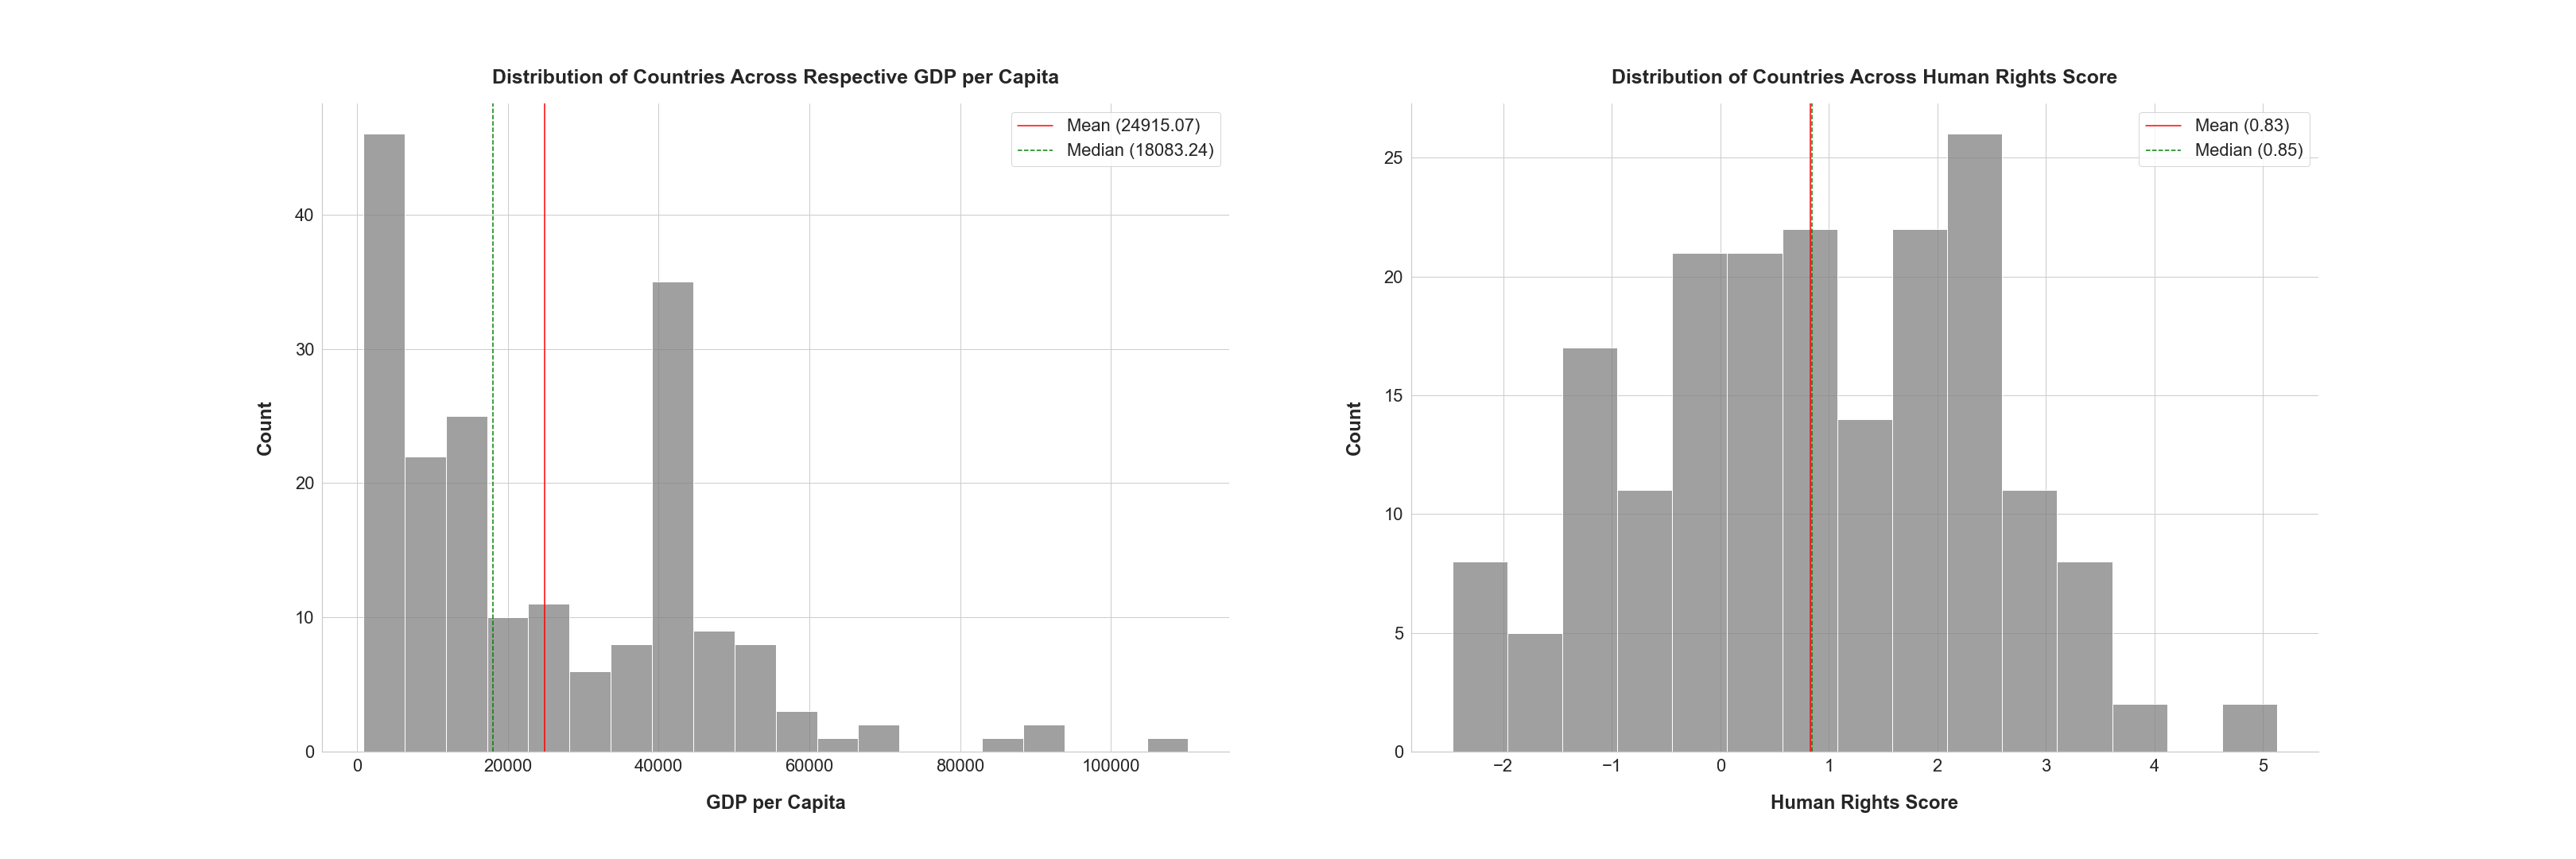 Distribution of Countries Across Respective GDP per Capita
Mean (24915.07)
Median (18083.24)
Count
40
30
20
10
0
0 20000 40000 60000 80000 100000
GDP per Capita
Distribution of Countries Across Human Rights Score
Mean (0.83)
Median (0.85)
Count
25
20
15
10
5
0
−2 −1 0 1 2 3 4 5
Human Rights Score